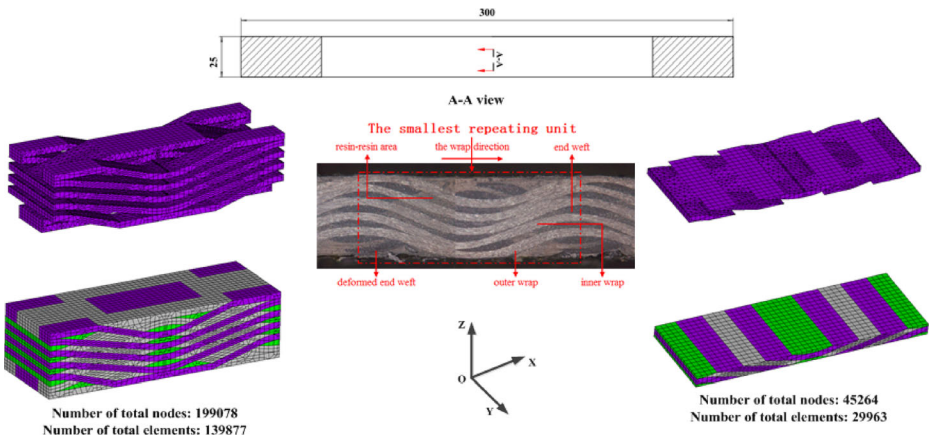 300
25
A-A
A-A view
The smallest repeating unit
resin-resin area
the wrap direction
end weft
deformed end weft
outer wrap
inner wrap
Z
X
O
Y
Number of total nodes: 199078
Number of total elements: 139877
Number of total nodes: 45264
Number of total elements: 29963